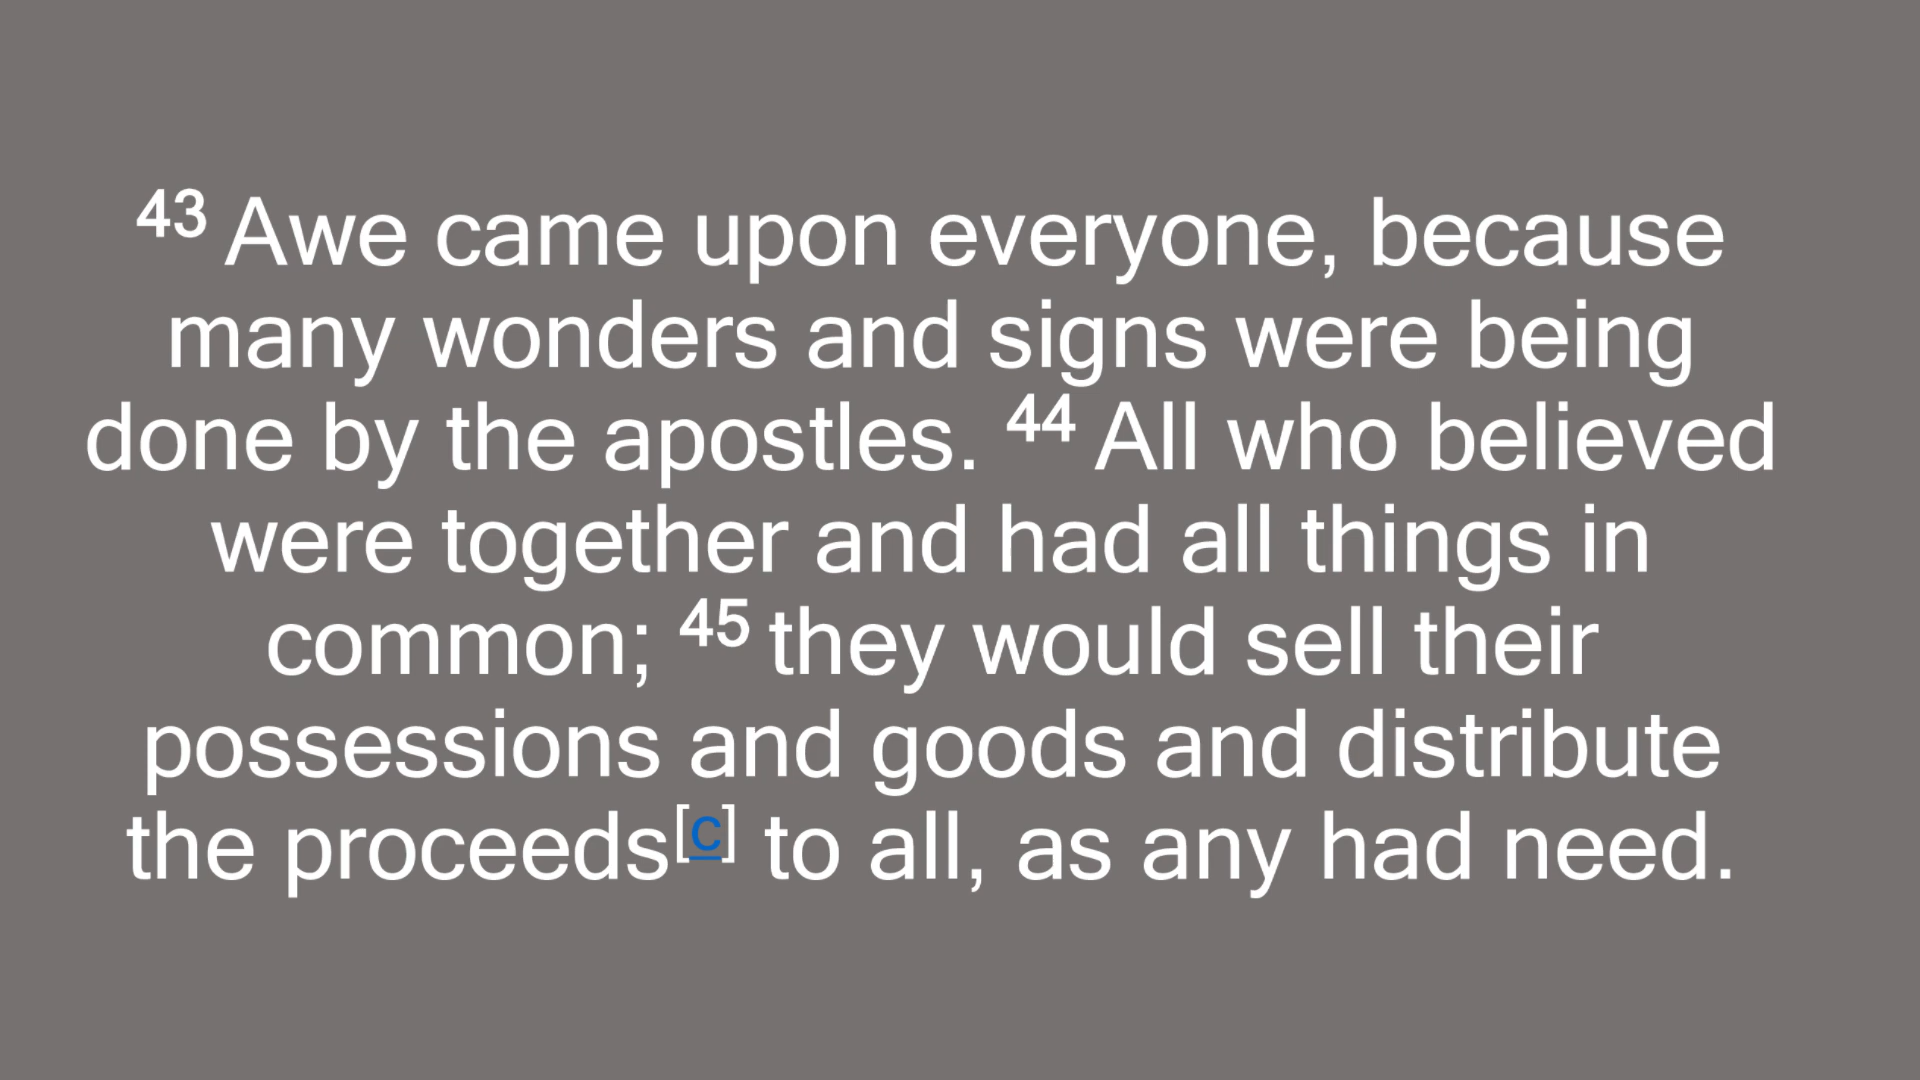 43 Awe came upon everyone, because
many wonders and signs were being
done by the apostles. 44 All who believed
were together and had all things in
common; 45 they would sell their
possessions and goods and distribute
the proceeds[c] to all, as any had need.